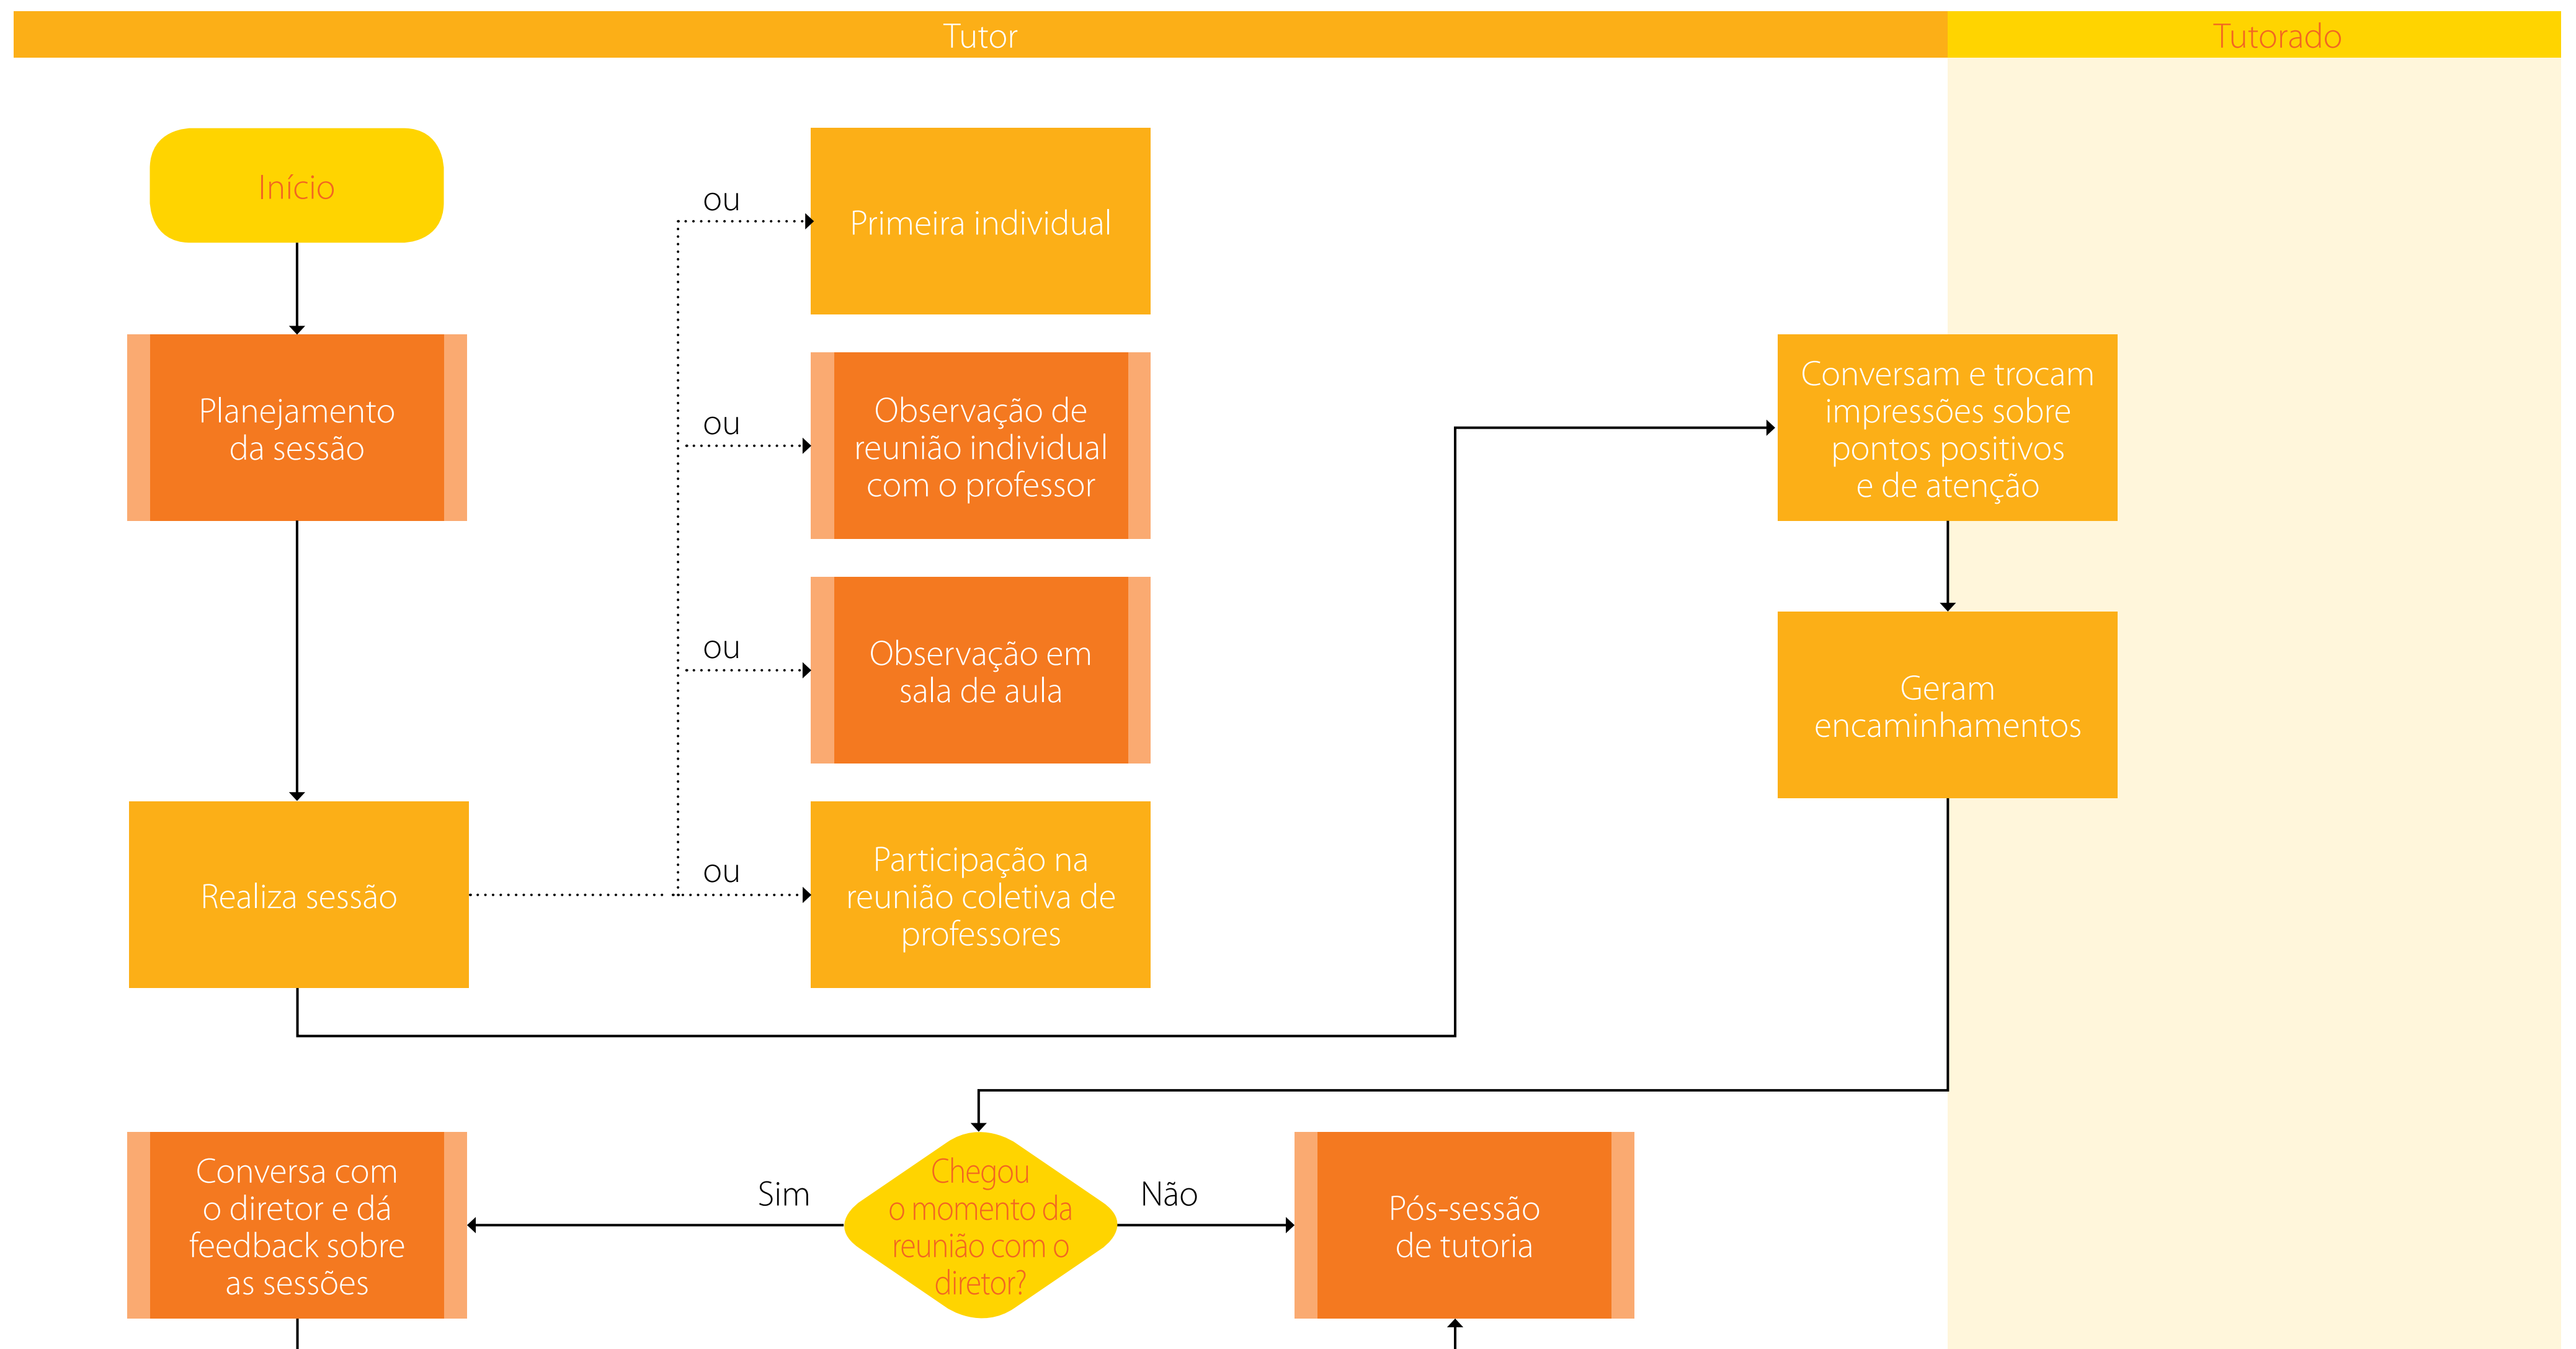 Tutor
Tutorado
Início
Planejamento
da sessão
Realiza sessão
ou
Primeira individual
ou
Observação de
reunião individual
com o professor
ou
Observação em
sala de aula
ou
Participação na
reunião coletiva de
professores
Conversam e trocam
impressões sobre
pontos positivos
e de atenção
Geram
encaminhamentos
Chegou
o momento da
reunião com o
diretor?
Sim
Conversa com
o diretor e dá
feedback sobre
as sessões
Não
Pós-sessão
de tutoria